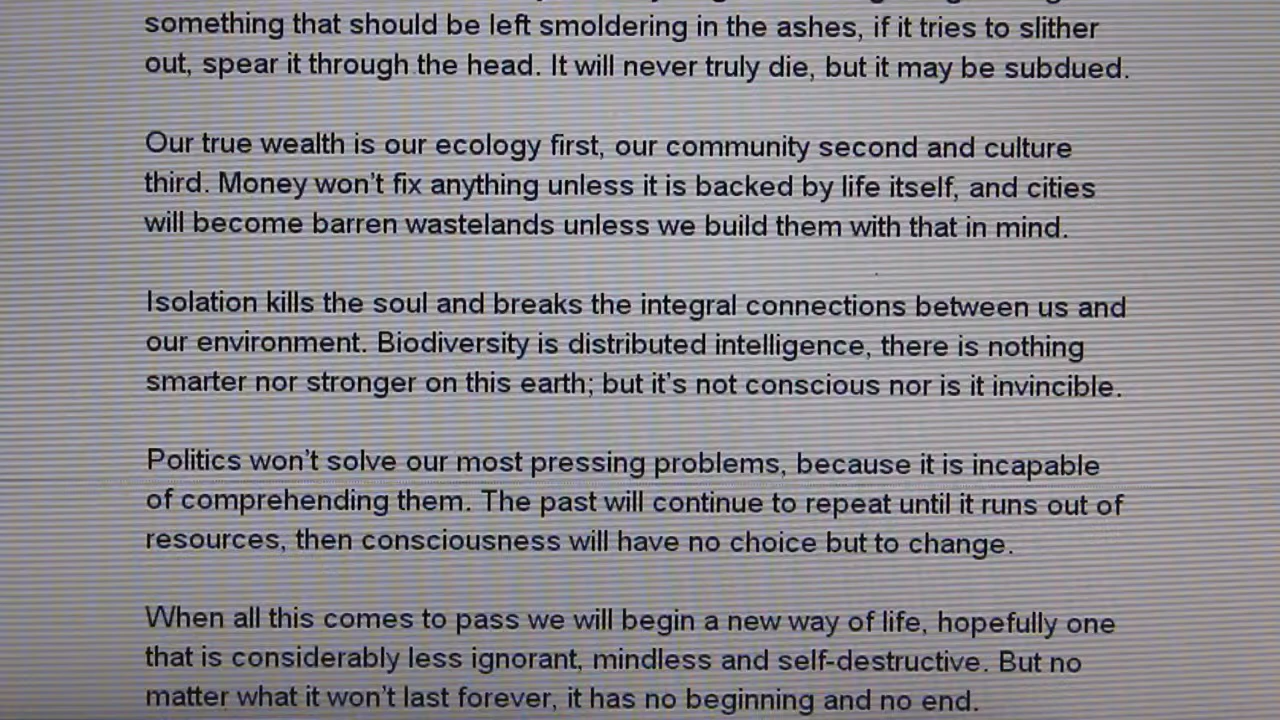 something that should be left smoldering in the ashes, if it tries to slither
out, spear it through the head. It will never truly die, but it may be subdued.
Our true wealth is our ecology first, our community second and culture
third. Money won't fix anything unless it is backed by life itself, and cities
will become barren wastelands unless we build them with that in mind.
Isolation kills the soul and breaks the integral connections between us and
our environment. Biodiversity is distributed intelligence, there is nothing
smarter nor stronger on this earth; but it's not conscious nor is it invincible.
Politics won't solve our most pressing problems, because it is incapable
of comprehending them. The past will continue to repeat until it runs out of
resources, then consciousness will have no choice but to change.
When all this comes to pass we will begin a new way of life, hopefully one
that is considerably less ignorant, mindless and self-destructive. But no
matter what it won't last forever, it has no beginning and no end.